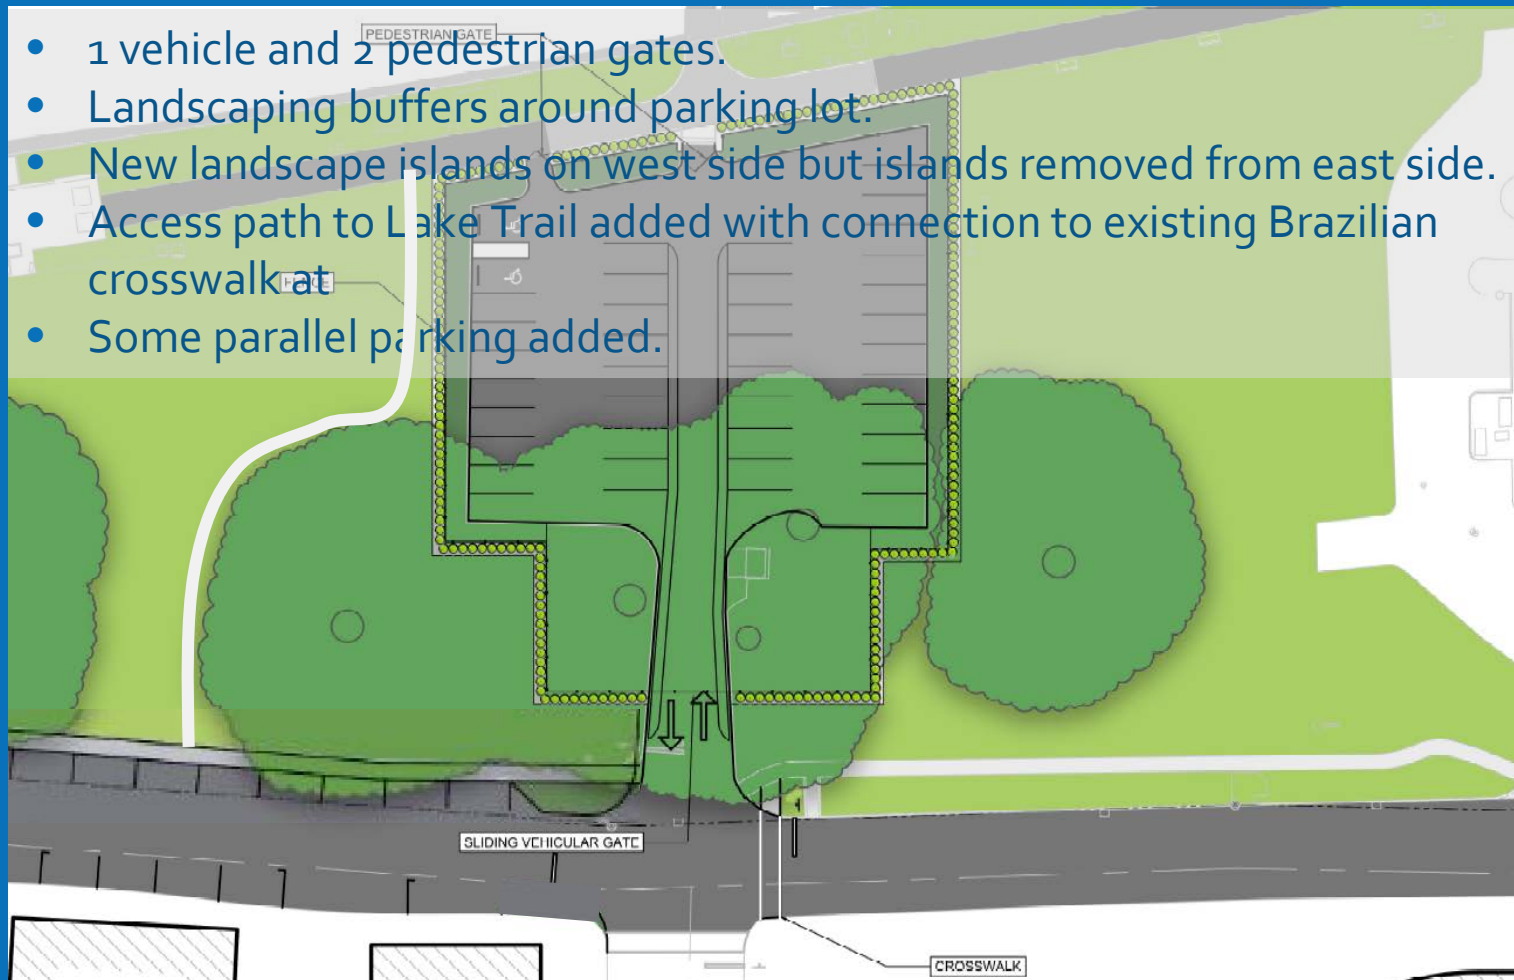 PEDESTRIAN GATE
• 1 vehicle and 2 pedestrian gates.
• Landscaping buffers around parking lot.
• New landscape islands on west side but islands removed from east side.
• Access path to Lake Trail added with connection to existing Brazilian
crosswalk at
FENCE
• Some parallel parking added.
SLIDING VEHICULAR GATE
CROSSWALK